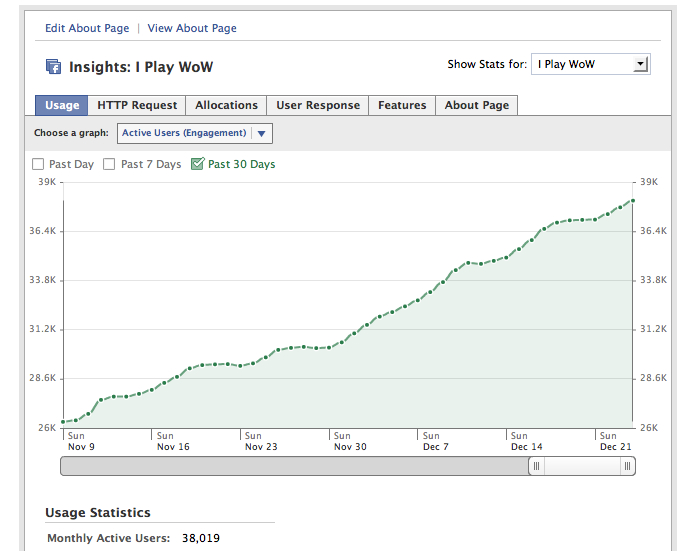 Edit About Page | View About Page
Insights: I Play WoW
Show Stats for: I Play WoW
Usage HTTP Request Allocations User Response Features About Page
Choose a graph: Active Users (Engagement)
Past Day Past 7 Days Past 30 Days
39K 39K
36.4K 36.4K
33.8K 33.8K
31.2K 31.2K
28.6K 28.6K
26K 26K
Sun Sun Sun Sun Sun Sun Sun
Nov 9 Nov 16 Nov 23 Nov 30 Dec 7 Dec 14 Dec 21
Usage Statistics
Monthly Active Users: 38,019